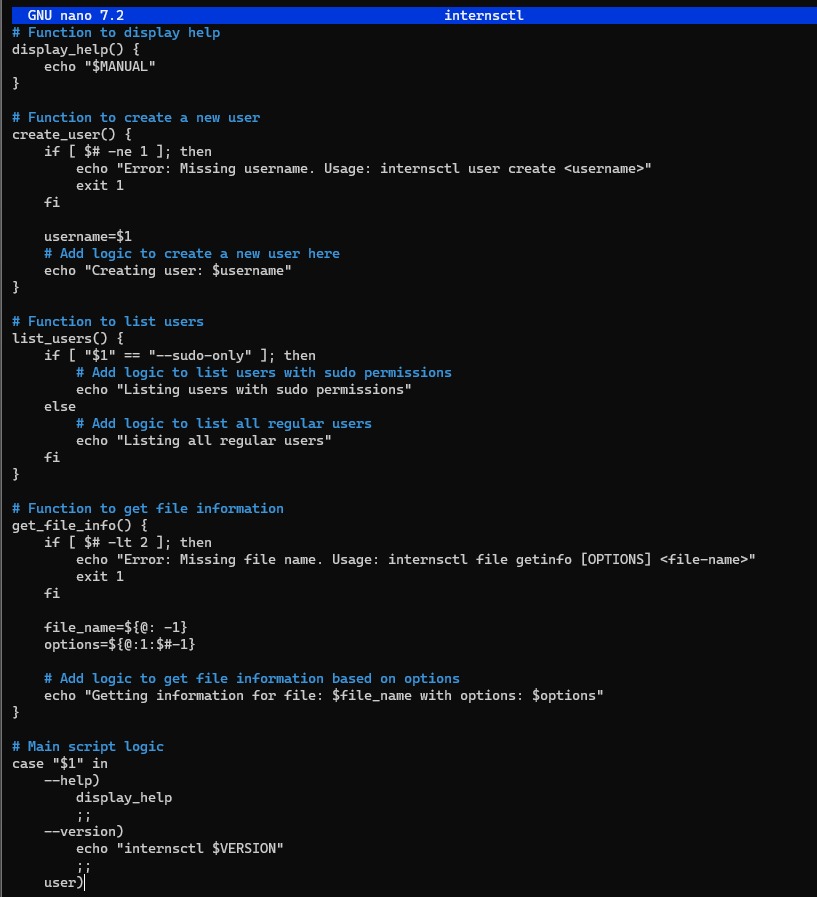 GNU nano 7.2 internsctl
# Function to display help
display_help() {
    echo "$MANUAL"
}

# Function to create a new user
create_user() {
    if [ $# -ne 1 ]; then
        echo "Error: Missing username. Usage: internsctl user create <username>"
        exit 1
    fi

    username=$1
    # Add logic to create a new user here
    echo "Creating user: $username"
}

# Function to list users
list_users() {
    if [ "$1" == "--sudo-only" ]; then
        # Add logic to list users with sudo permissions
        echo "Listing users with sudo permissions"
    else
        # Add logic to list all regular users
        echo "Listing all regular users"
    fi
}

# Function to get file information
get_file_info() {
    if [ $# -lt 2 ]; then
        echo "Error: Missing file name. Usage: internsctl file getinfo [OPTIONS] <file-name>"
        exit 1
    fi

    file_name=${@: -1}
    options=${@:1:$#-1}

    # Add logic to get file information based on options
    echo "Getting information for file: $file_name with options: $options"
}

# Main script logic
case "$1" in
    --help)
        display_help
        ;;
    --version)
        echo "internsctl $VERSION"
        ;;
    user)